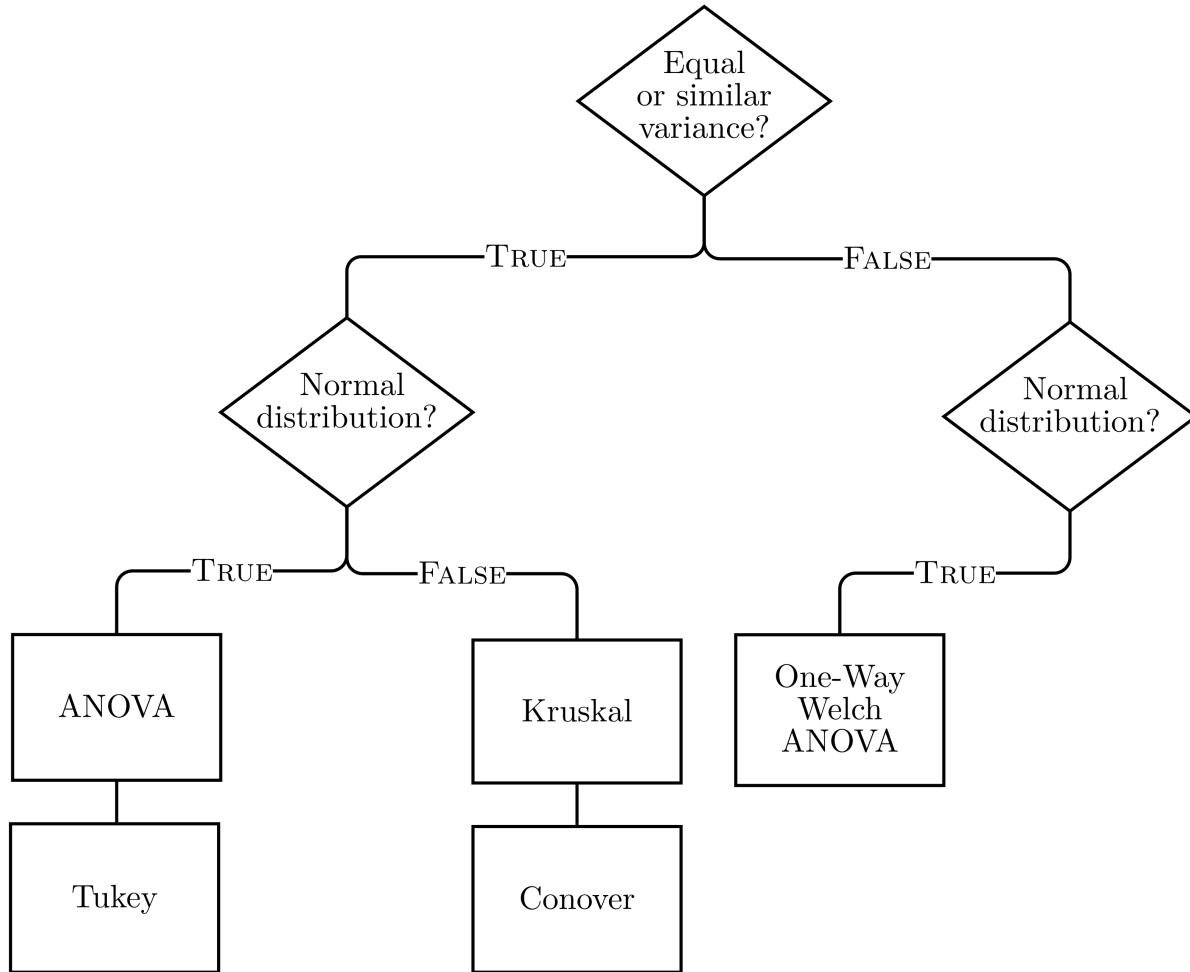 Equal
or similar
variance?
TRUE
FALSE
Normal
distribution?
Normal
distribution?
TRUE
FALSE
TRUE
ANOVA
Kruskal
One-Way
Welch
ANOVA
Tukey
Conover